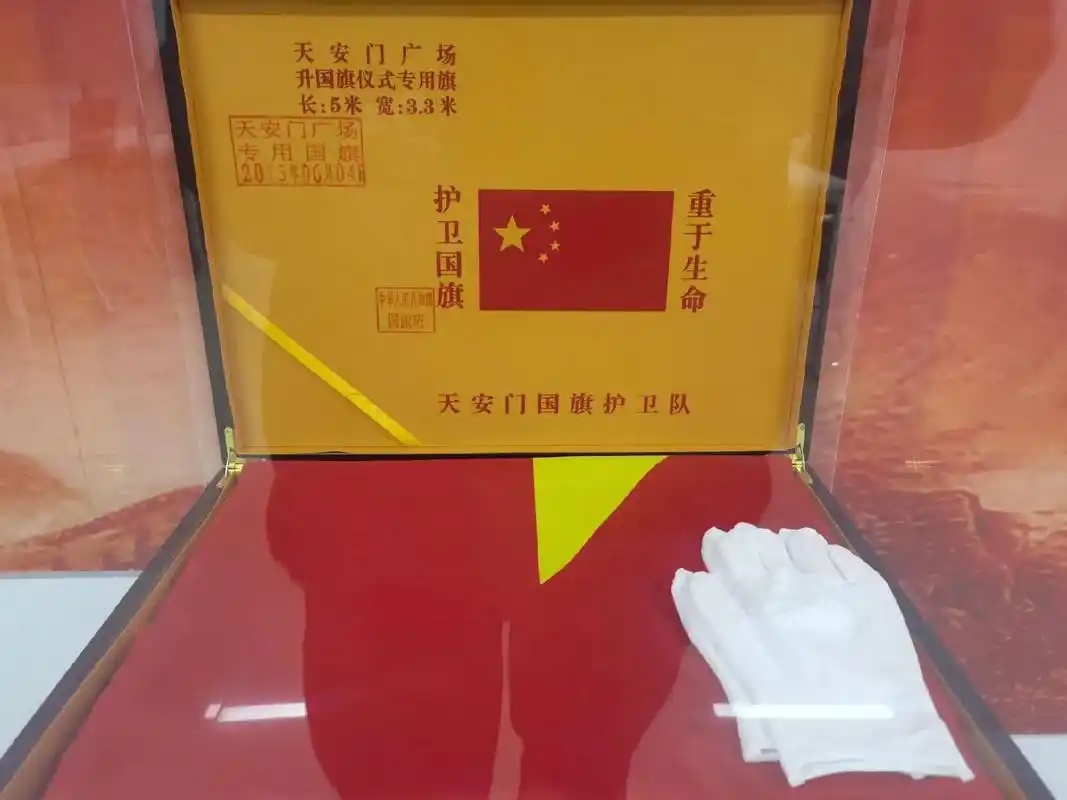 天安门广场
升国旗仪式专用旗
长:5米 宽:3.3米
天安门广场
专用国旗
护卫国旗
重于生命
天安门国旗护卫队